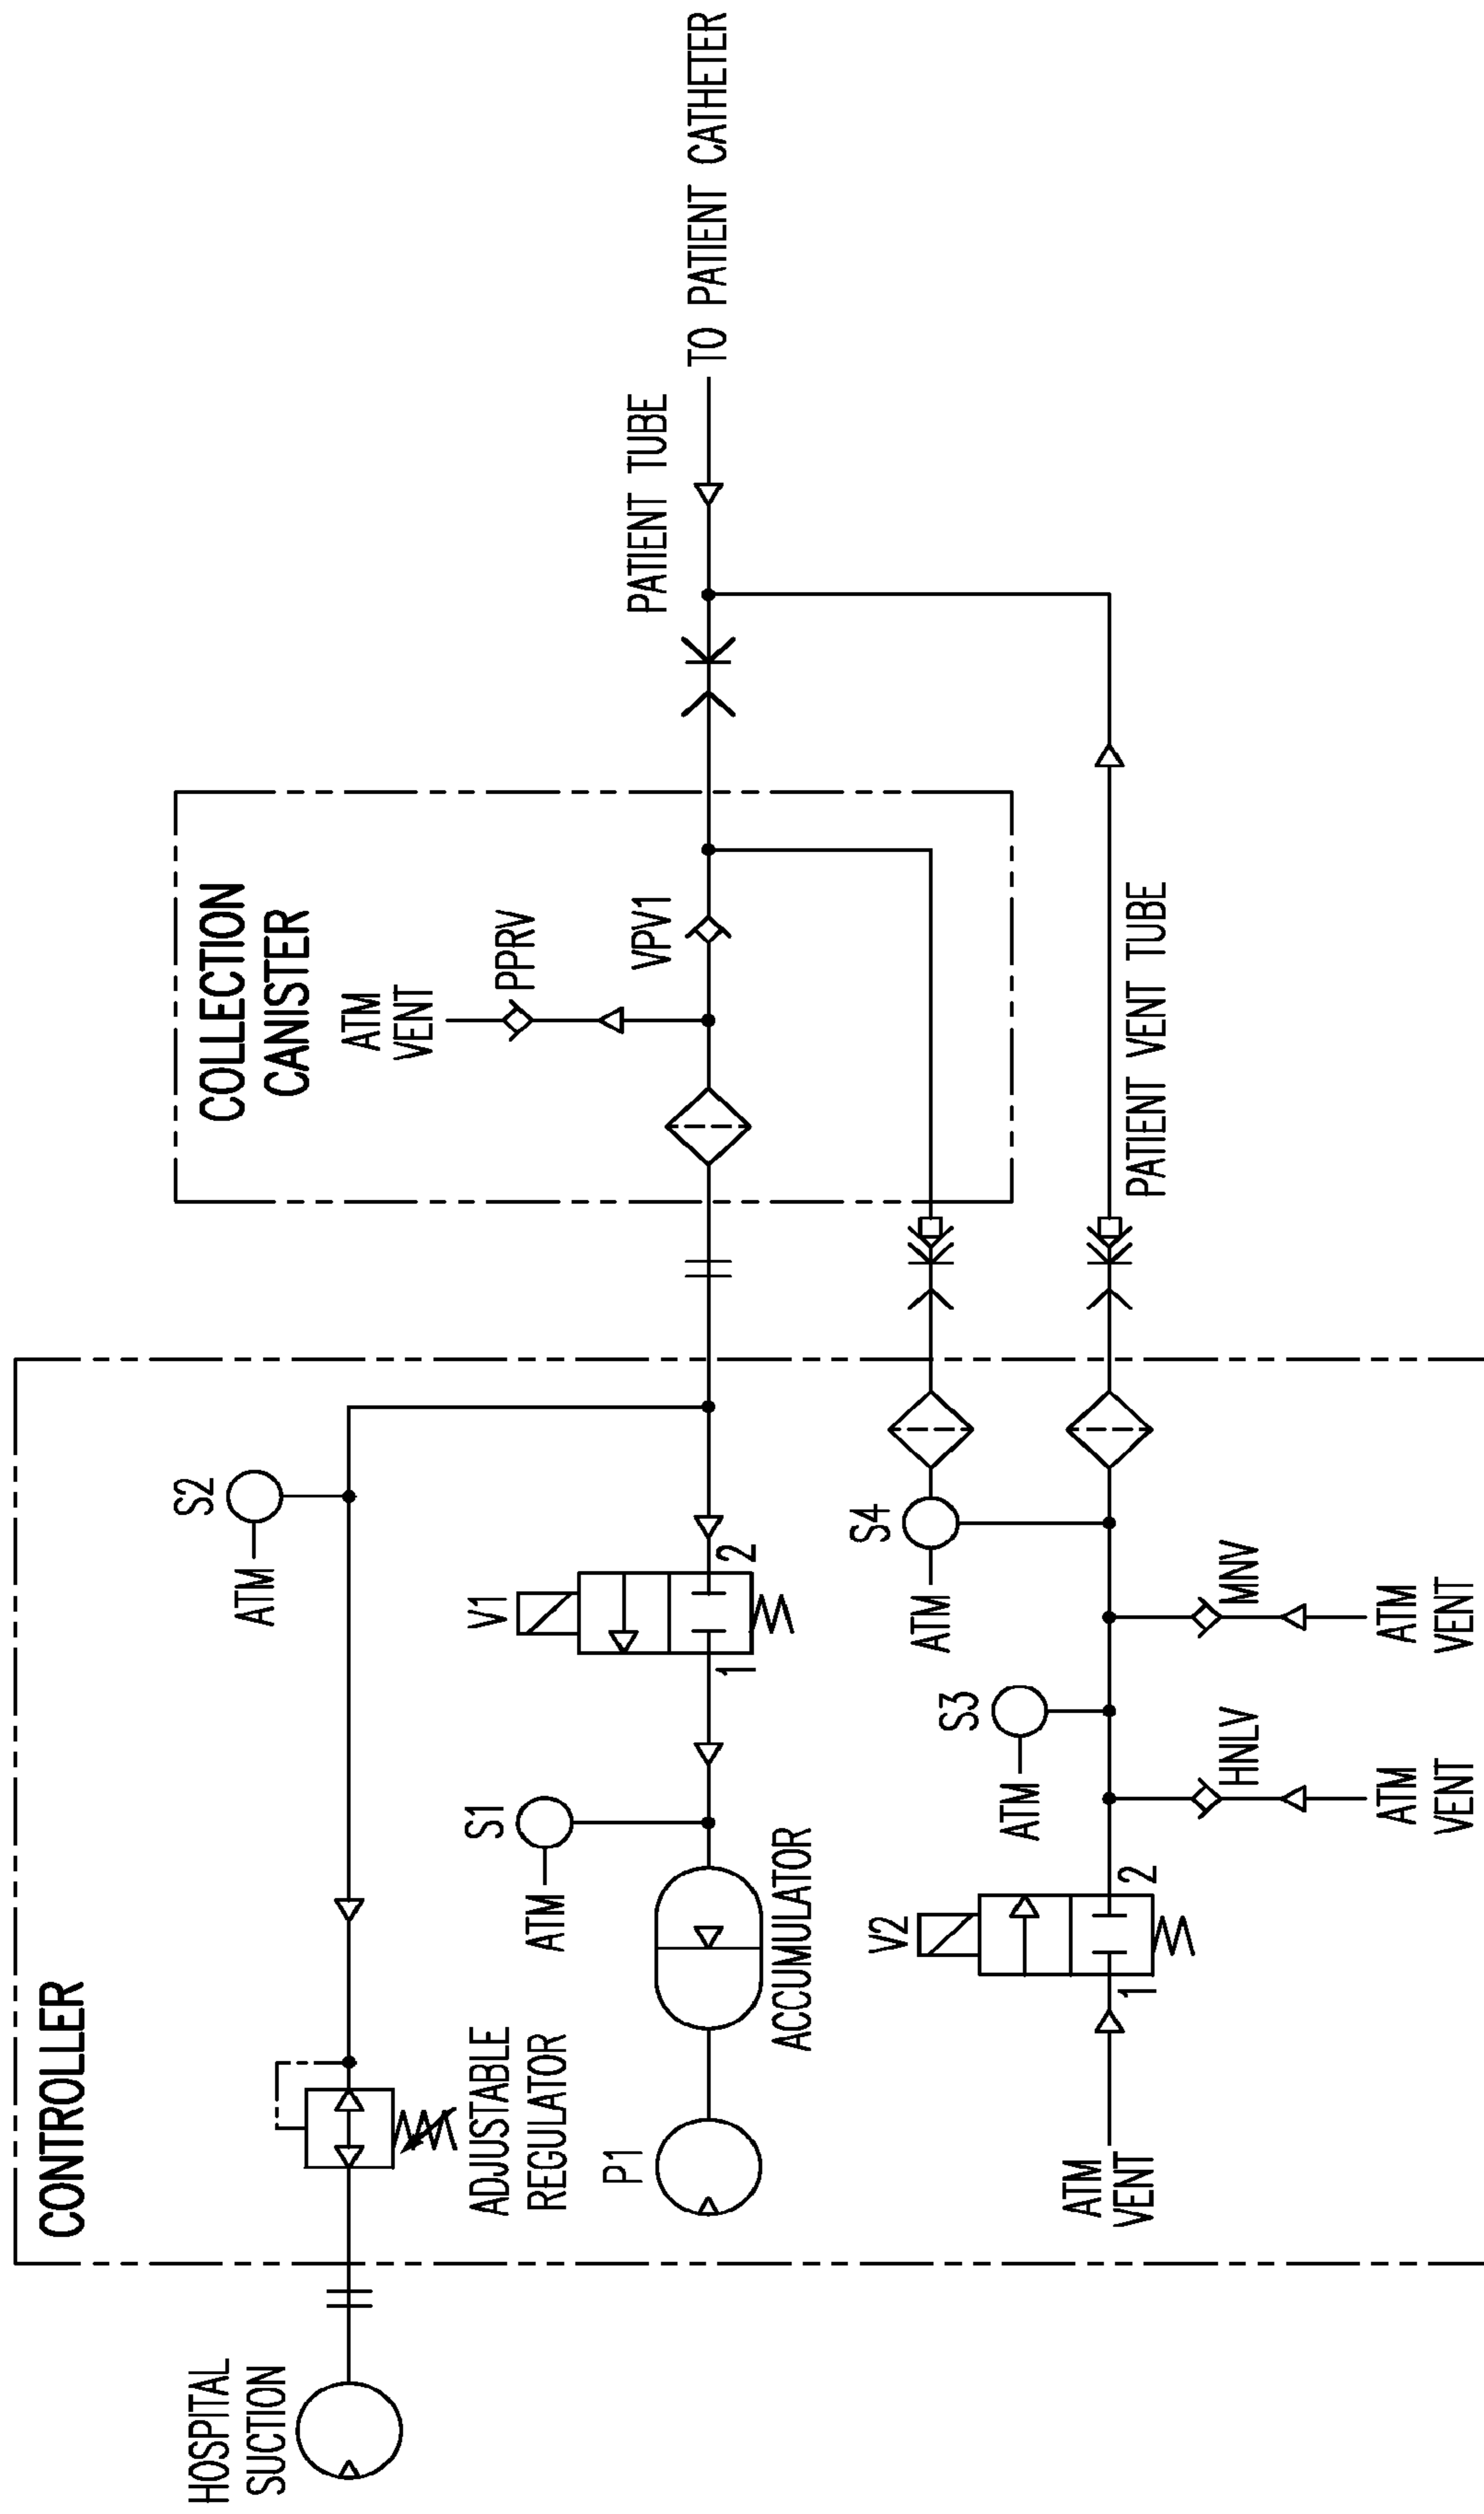 CONTROLLER
HOSPITAL
SUCTION
ADJUSTABLE
REGULATOR
ATM
S2
P1
ACCUMULATOR
ATM
S1
V1
1
2
COLLECTION
CANISTER
ATM
VENT
PPRV
VPV1
PATIENT TUBE
TO PATIENT CATHETER
ATM
VENT
V2
1
2
ATM
S3
ATM
S4
HNLV
ATM
VENT
MNV
ATM
VENT
PATIENT VENT TUBE